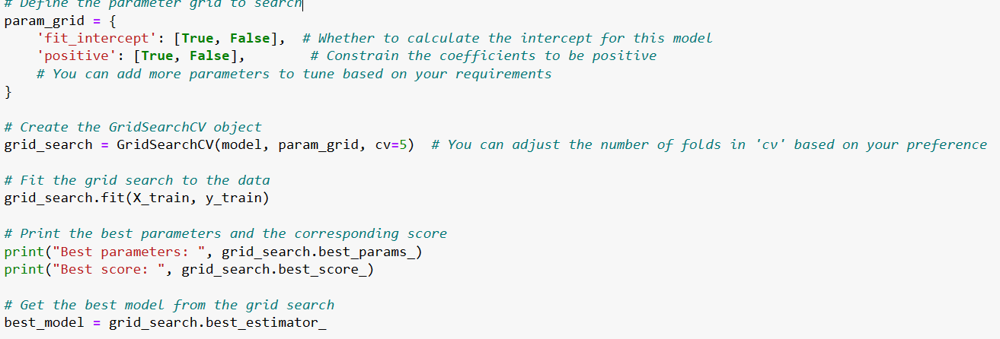 # Define the parameter grid to search
param_grid = {
    'fit_intercept': [True, False],  # Whether to calculate the intercept for this model
    'positive': [True, False],        # Constrain the coefficients to be positive
    # You can add more parameters to tune based on your requirements
}

# Create the GridSearchCV object
grid_search = GridSearchCV(model, param_grid, cv=5)  # You can adjust the number of folds in 'cv' based on your preference

# Fit the grid search to the data
grid_search.fit(X_train, y_train)

# Print the best parameters and the corresponding score
print("Best parameters: ", grid_search.best_params_)
print("Best score: ", grid_search.best_score_)

# Get the best model from the grid search
best_model = grid_search.best_estimator_